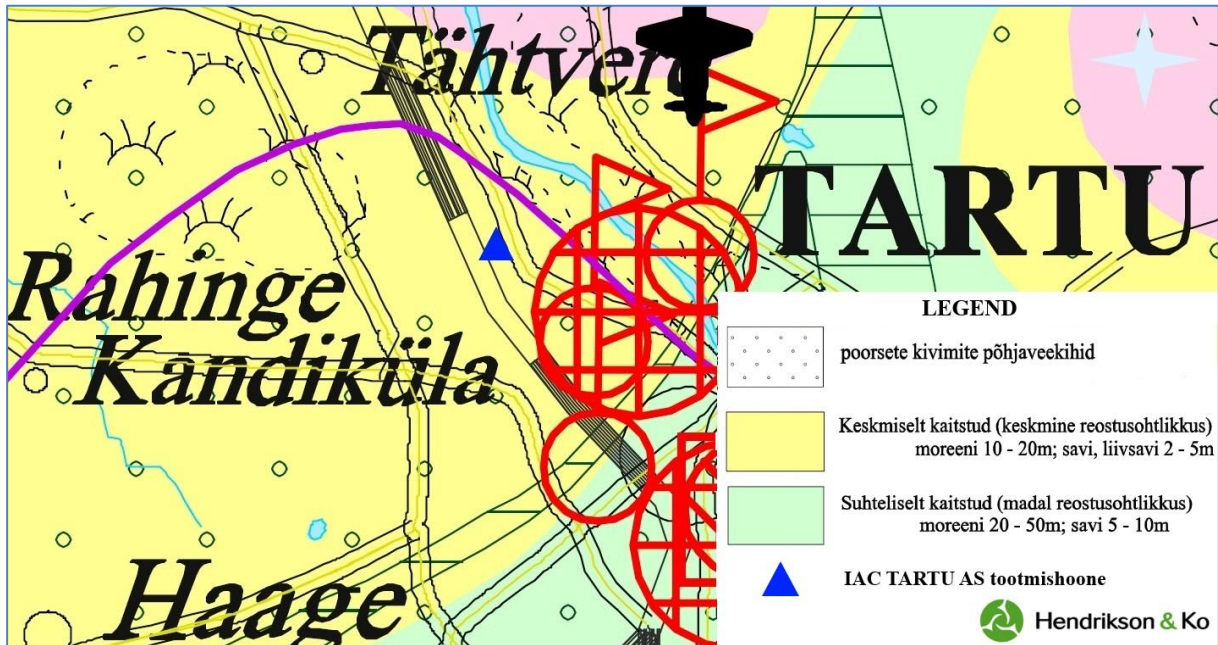 Tähtvere
TARTU
Rahinge
Kandiküla
Haage
LEGEND
poorsete kivimite põhjaveekihid
Keskmiselt kaitstud (keskmine reostusohtlikkus)
moreeni 10 - 20m; savi, liivsavi 2 - 5m
Suhteliselt kaitstud (madal reostusohtlikkus)
moreeni 20 - 50m; savi 5 - 10m
IAC TARTU AS tootmishoone
Hendrikson & Ko